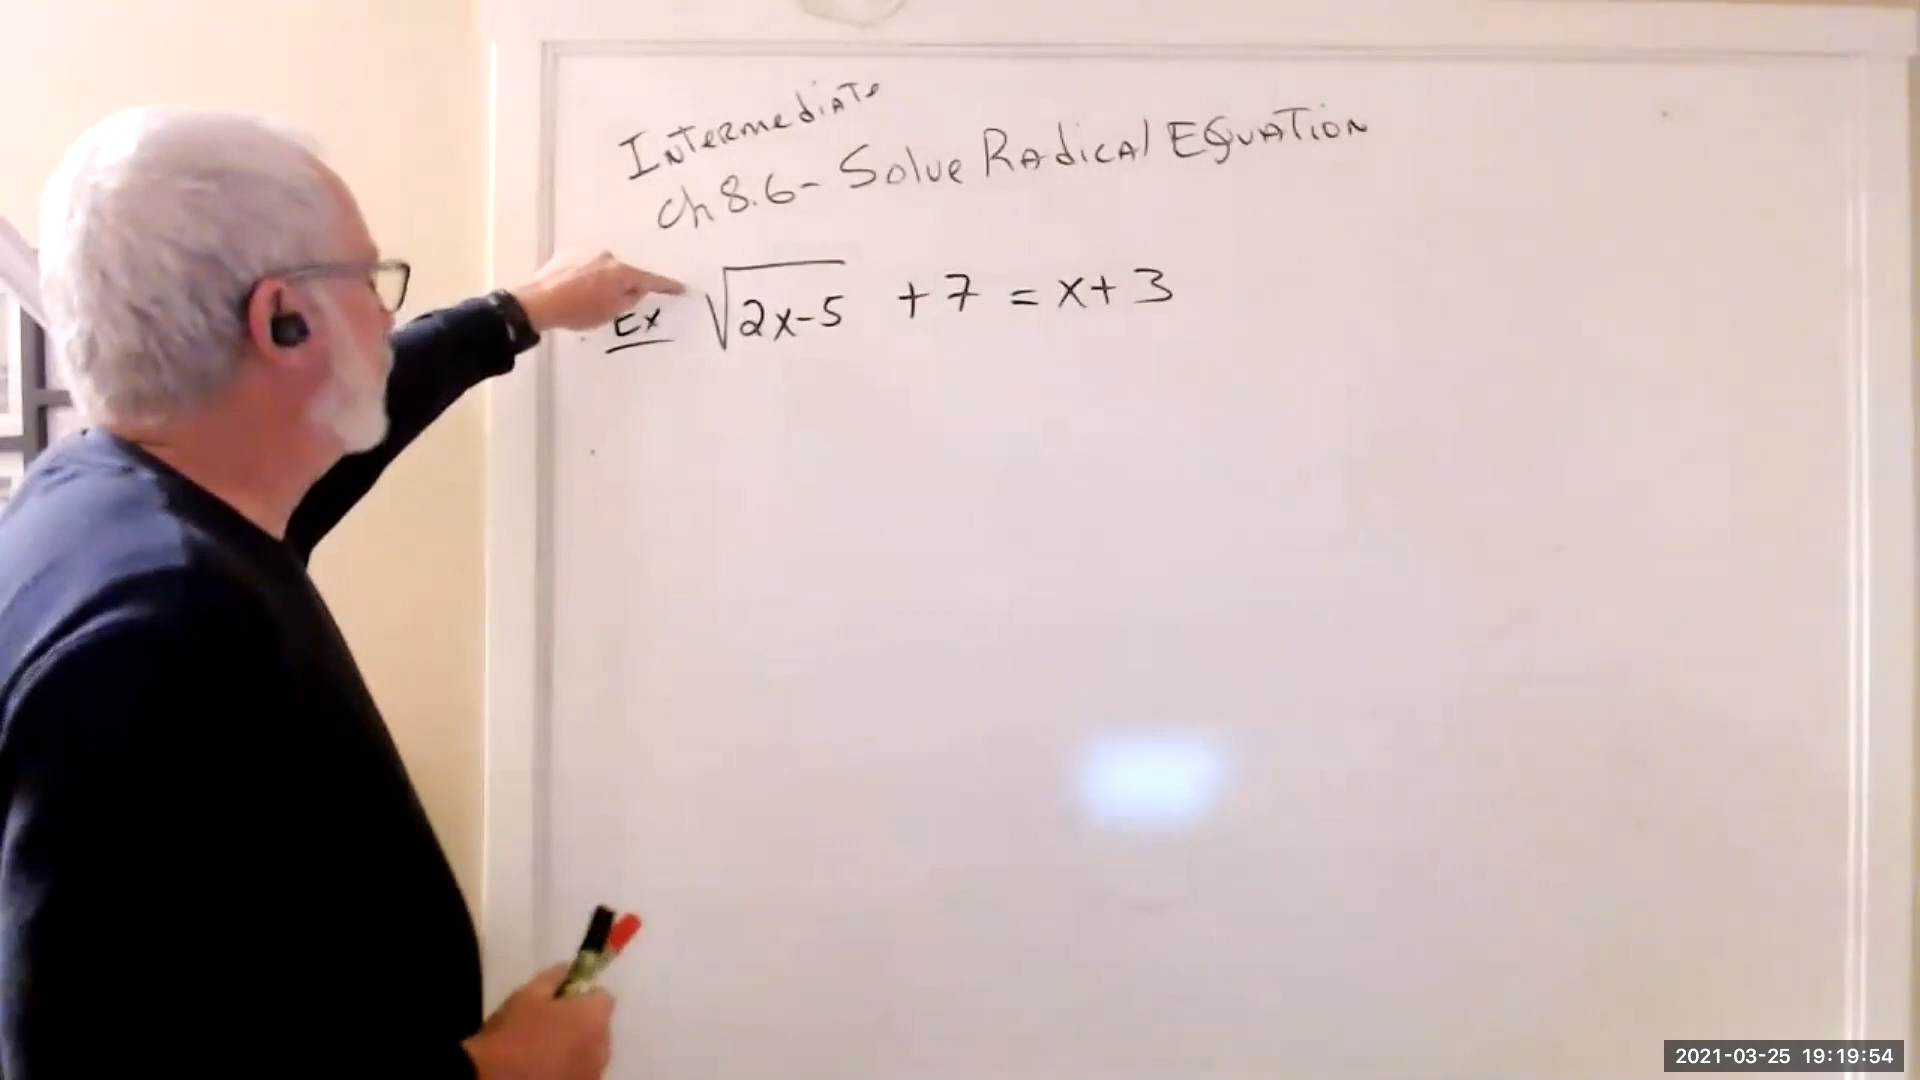 Intermediate
Ch 8.6 - Solve Radical Equation
Ex √2x-5 + 7 = x + 3
2021-03-25 19:19:54